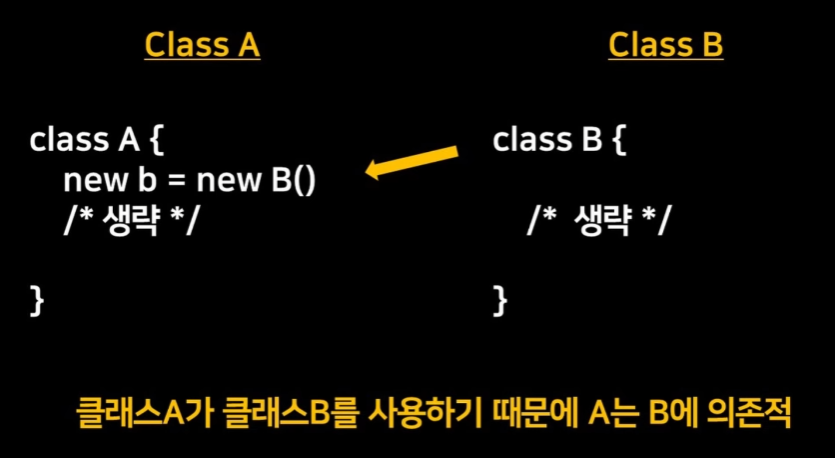 Class A
Class B
class A {
new b = new B()
/* 생략 */
}
class B {
/* 생략 */
}
클래스A가 클래스B를 사용하기 때문에 A는 B에 의존적